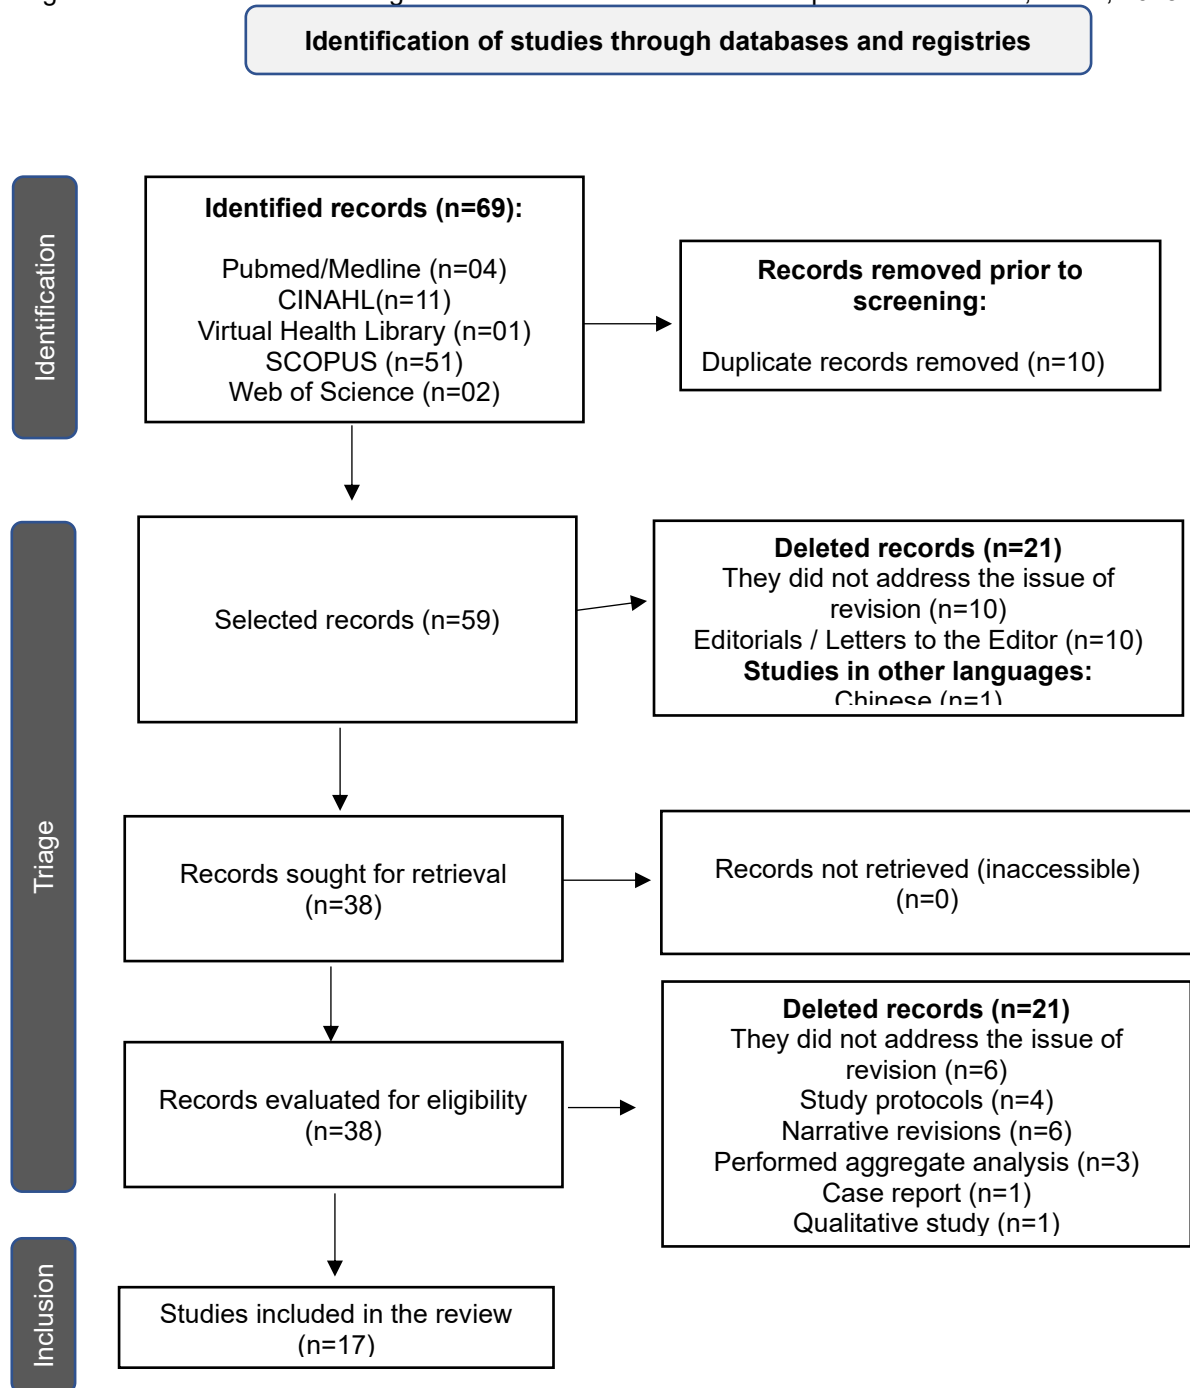 Identification of studies through databases and registries
Identification
Identified records (n=69):
Pubmed/Medline (n=04)
CINAHL(n=11)
Virtual Health Library (n=01)
SCOPUS (n=51)
Web of Science (n=02)
Records removed prior to
screening:
Duplicate records removed (n=10)
Triage
Selected records (n=59)
Deleted records (n=21)
They did not address the issue of
revision (n=10)
Editorials / Letters to the Editor (n=10)
Studies in other languages:
Chinese (n=1)
Records sought for retrieval
(n=38)
Records not retrieved (inaccessible)
(n=0)
Records evaluated for eligibility
(n=38)
Deleted records (n=21)
They did not address the issue of
revision (n=6)
Study protocols (n=4)
Narrative revisions (n=6)
Performed aggregate analysis (n=3)
Case report (n=1)
Qualitative study (n=1)
Inclusion
Studies included in the review
(n=17)